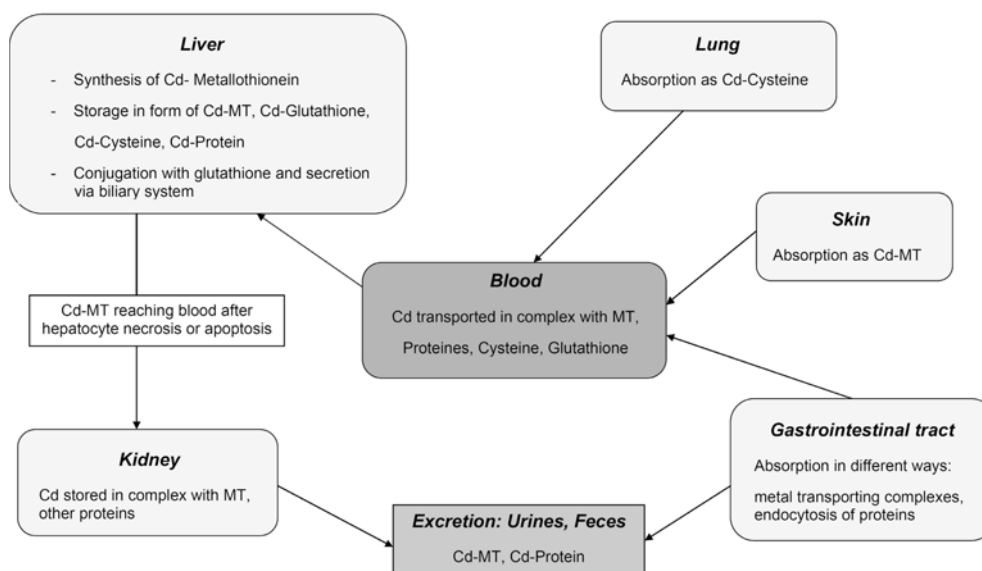 Liver
- Synthesis of Cd- Metallothionein
- Storage in form of Cd-MT, Cd-Glutathione,
Cd-Cysteine, Cd-Protein
- Conjugation with glutathione and secretion
via biliary system
Lung
Absorption as Cd-Cysteine
Skin
Absorption as Cd-MT
Blood
Cd transported in complex with MT,
Proteines, Cysteine, Glutathione
Cd-MT reaching blood after
hepatocyte necrosis or apoptosis
Gastrointestinal tract
Absorption in different ways:
metal transporting complexes,
endocytosis of proteins
Kidney
Cd stored in complex with MT,
other proteins
Excretion: Urines, Feces
Cd-MT, Cd-Protein